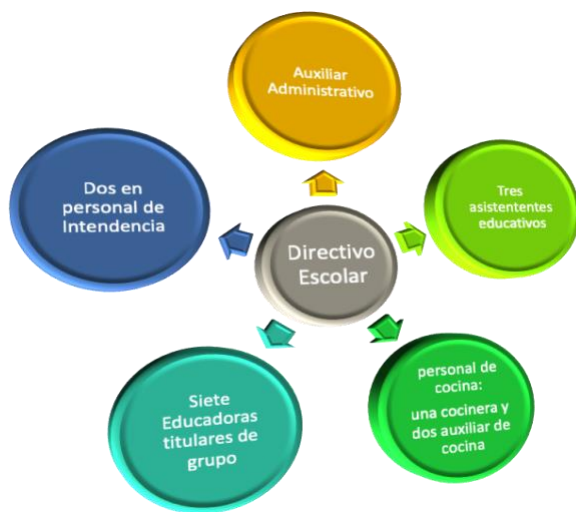 Auxiliar
Administrativo
Dos en
personal de
Intendencia
Tres
asistententes
educativos
Directivo
Escolar
Siete
Educadoras
titulares de
grupo
personal de
cocina:
una cocinera y
dos auxiliar de
cocina